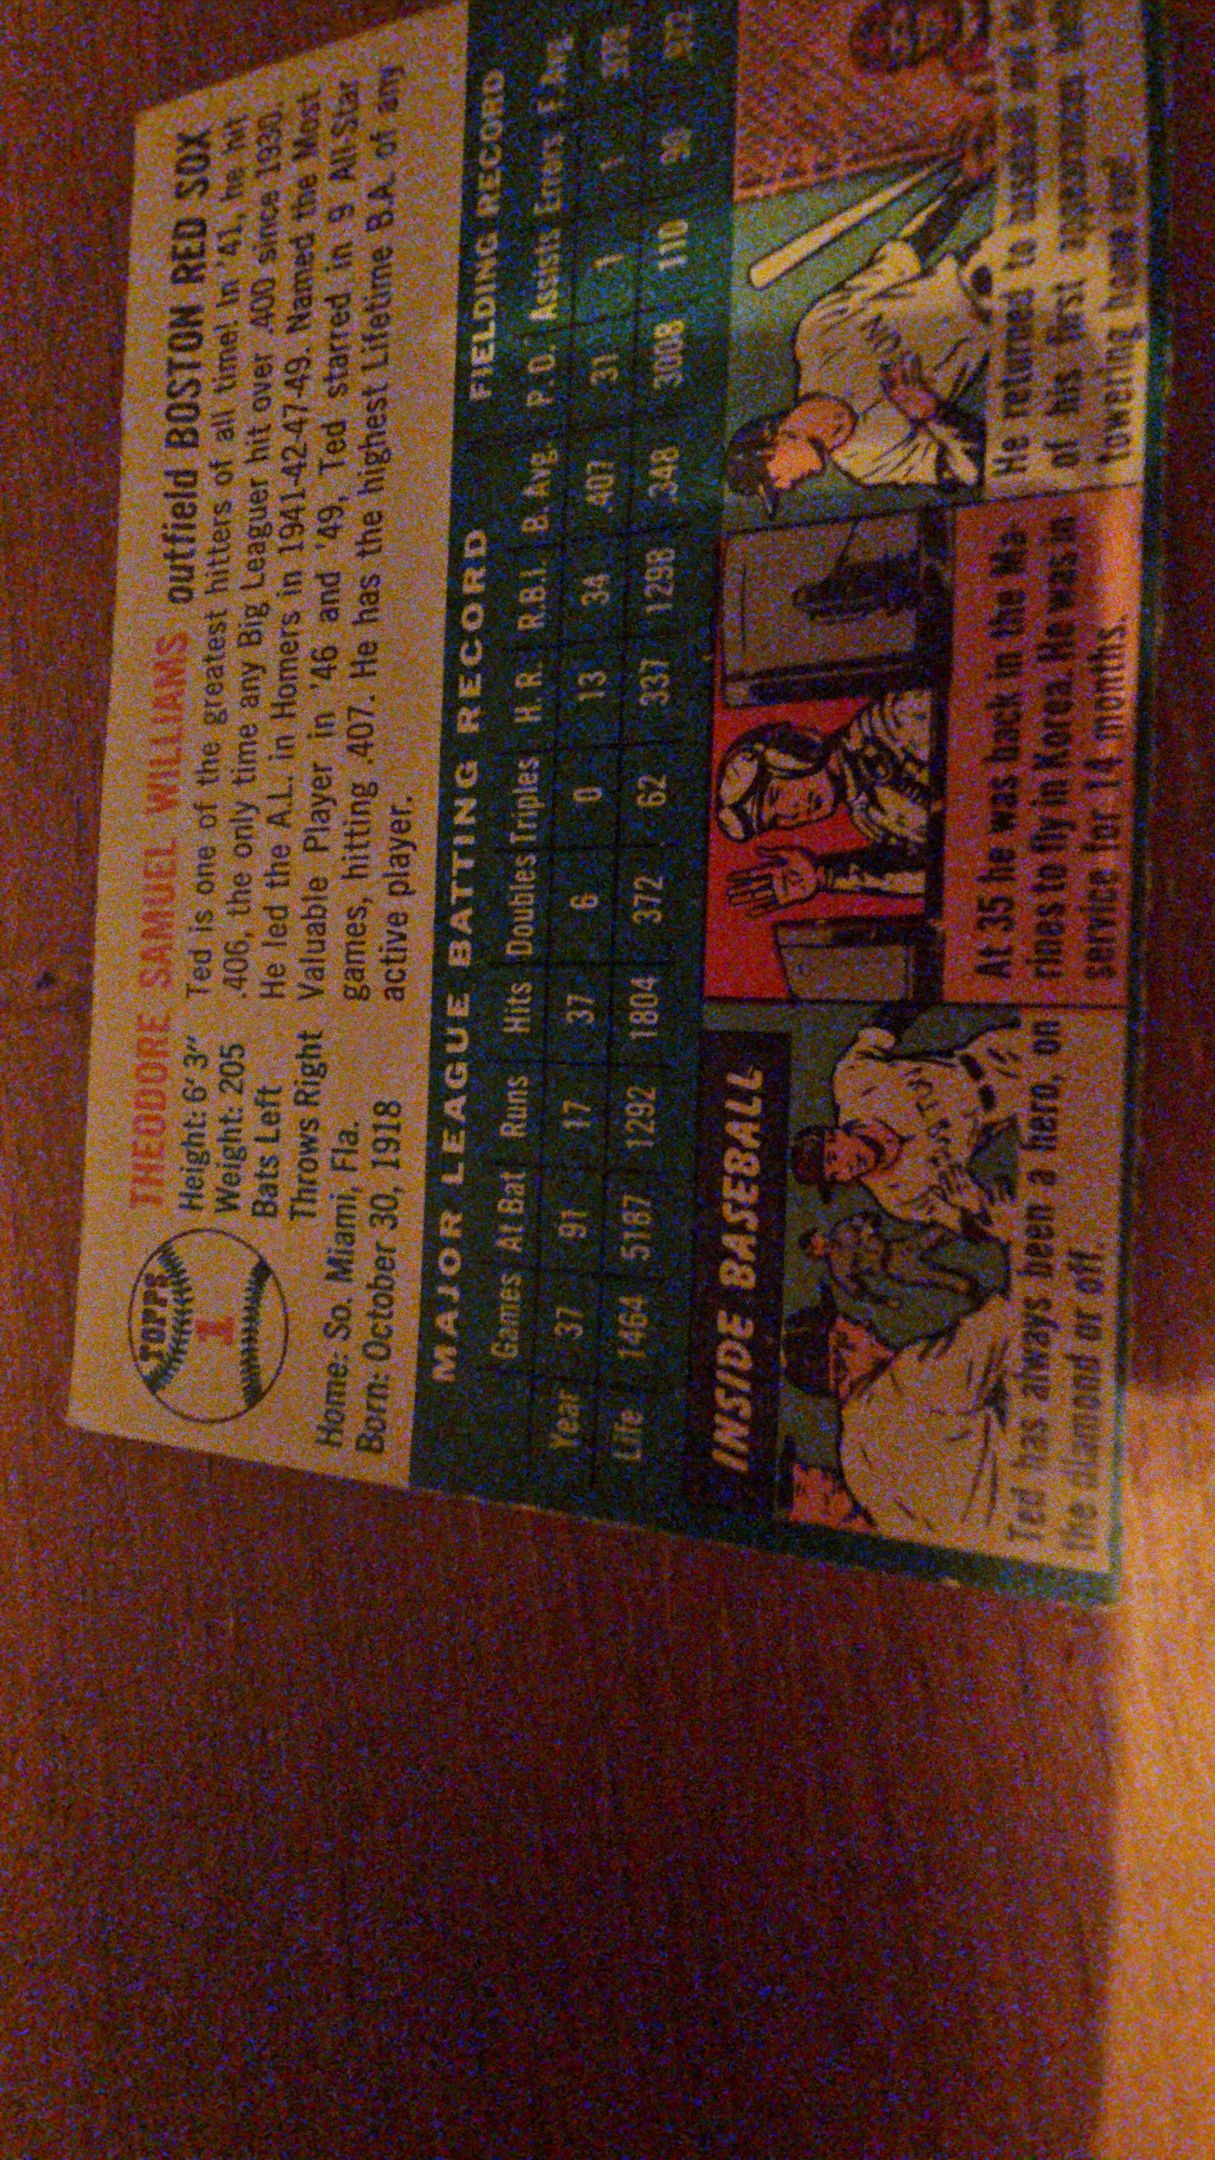 TOPPS
1
THEODORE SAMUEL WILLIAMS outfield BOSTON RED SOX
Height: 6' 3"
Weight: 205
Bats Left
Throws Right
Home: So. Miami, Fla.
Born: October 30, 1918
Ted is one of the greatest hitters of all time! In '41, he hit
.406, the only time any Big Leaguer hit over .400 since 1930.
He led the A.L. in Homers in 1941-42-47-49. Named the Most
Valuable Player in '46 and '49, Ted starred in 9 All Star
games, hitting .407. He has the highest Lifetime B.A. of any
active player.
MAJOR LEAGUE BATTING RECORD FIELDING RECORD
Games At Bat Runs Hits Doubles Triples H. R. R.B.I. B. Avg. P. O. Assists Errors F. Ave.
Year 37 91 17 37 6 0 13 34 .407 31 1 1
Life 1464 5187 1292 1804 372 62 337 1298 .348 3008 110 90
INSIDE BASEBALL
BOSTON
Ted has always been a hero, on
the diamond or off.
At 35 he was back in the Ma-
rines to fly in Korea. He was in
service for 14 months.
He returned to baseball and
of his first appearances
towering home run!